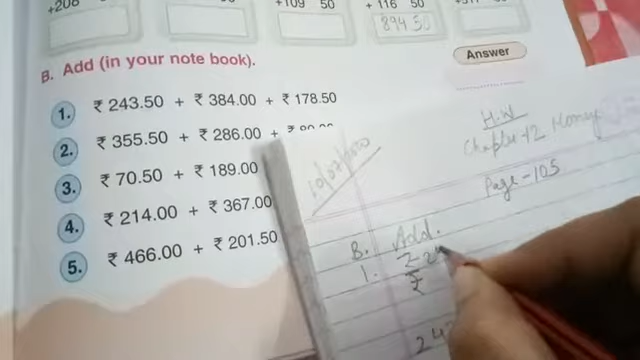 +208
+109 50
+ 116 50
894 50
B. Add (in your note book).
Answer
1. ₹ 243.50 + ₹ 384.00 + ₹ 178.50
2. ₹ 355.50 + ₹ 286.00 +
3. ₹ 70.50 + ₹ 189.00
4. ₹ 214.00 + ₹ 367.00
5. ₹ 466.00 + ₹ 201.50
H.W
Chapter-12 Money
Page-105
B. Add.
1. ₹
₹